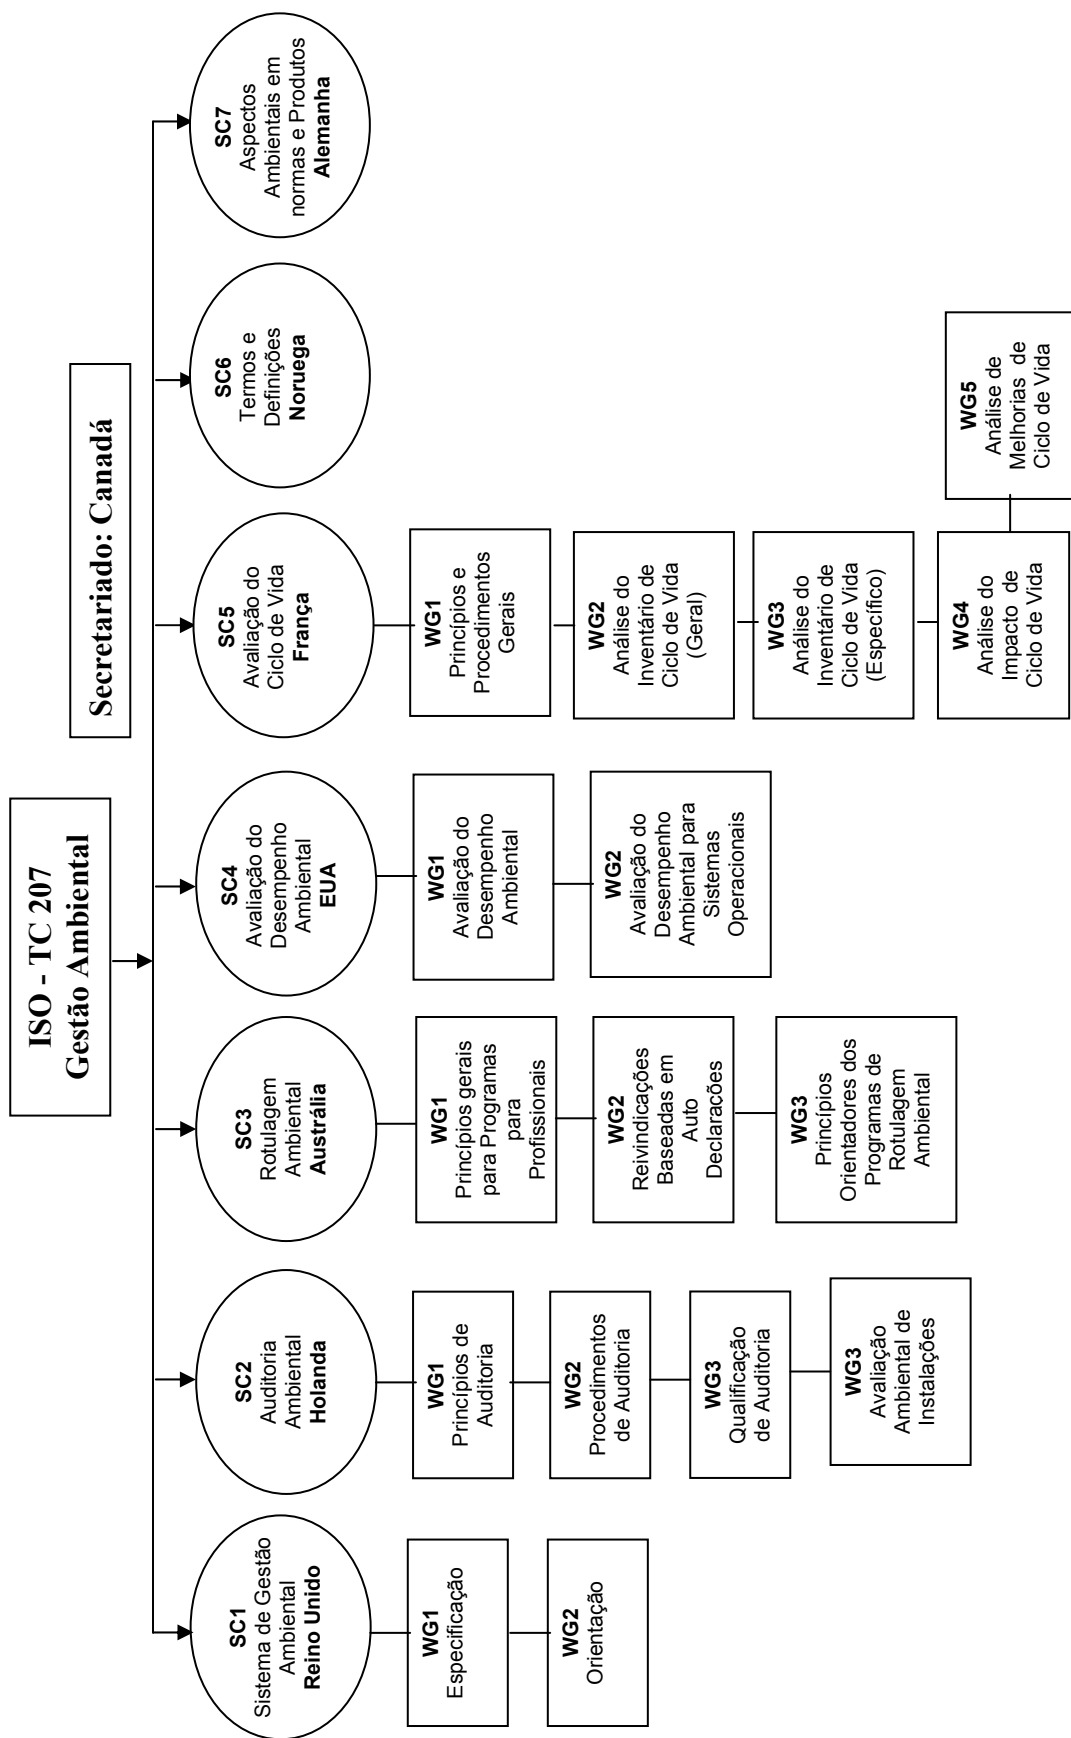 ISO - TC 207
Gestão Ambiental
Secretariado: Canadá
SC1
Sistema de Gestão
Ambiental
Reino Unido
WG1
Especificação
WG2
Orientação
SC2
Auditoria
Ambiental
Holanda
WG1
Princípios de
Auditoria
WG2
Procedimentos
de Auditoria
WG3
Qualificação
de Auditoria
WG3
Avaliação
Ambiental de
Instalações
SC3
Rotulagem
Ambiental
Austrália
WG1
Princípios gerais
para Programas
para
Profissionais
WG2
Reivindicações
Baseadas em
Auto
Declarações
WG3
Princípios
Orientadores dos
Programas de
Rotulagem
Ambiental
SC4
Avaliação do
Desempenho
Ambiental
EUA
WG1
Avaliação do
Desempenho
Ambiental
WG2
Avaliação do
Desempenho
Ambiental para
Sistemas
Operacionais
SC5
Avaliação do
Ciclo de Vida
França
WG1
Princípios e
Procedimentos
Gerais
WG2
Análise do
Inventário de
Ciclo de Vida
(Geral)
WG3
Análise do
Inventário de
Ciclo de Vida
(Específico)
WG4
Análise do
Impacto de
Ciclo de Vida
WG5
Análise de
Melhorias de
Ciclo de Vida
SC6
Termos e
Definições
Noruega
SC7
Aspectos
Ambientais em
normas e Produtos
Alemanha